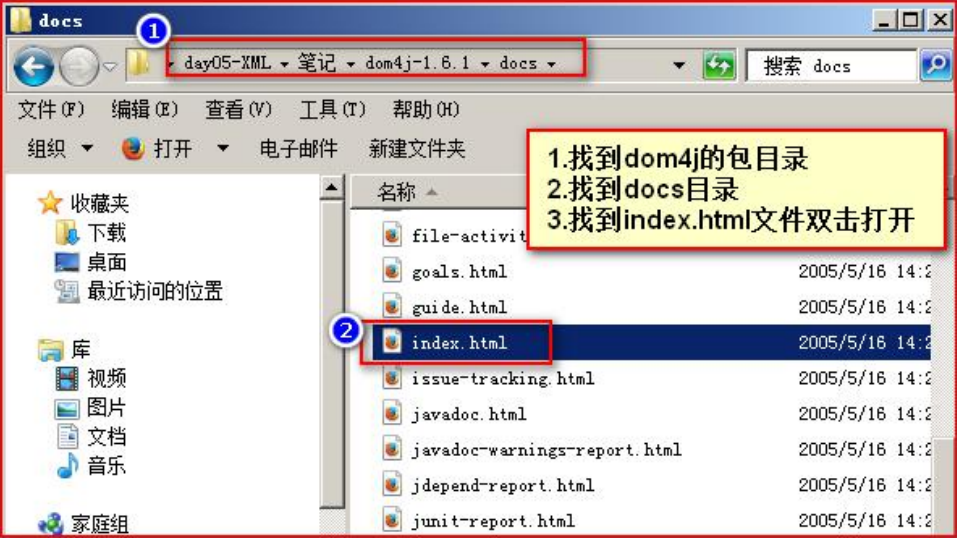 docs
1
day05-XML 笔记 dom4j-1.6.1 docs
搜索 docs
文件(F) 编辑(E) 查看(V) 工具(T) 帮助(H)
组织 打开 电子邮件 新建文件夹
1.找到dom4j的包目录
2.找到docs目录
3.找到index.html文件双击打开
收藏夹
下载
桌面
最近访问的位置
库
视频
图片
文档
音乐
家庭组
名称
file-activit
goals.html 2005/5/16 14:2
guide.html 2005/5/16 14:2
2
index.html 2005/5/16 14:2
issue-tracking.html 2005/5/16 14:2
javadoc.html 2005/5/16 14:2
javadoc-warnings-report.html 2005/5/16 14:2
jdepend-report.html 2005/5/16 14:2
junit-report.html 2005/5/16 14:2